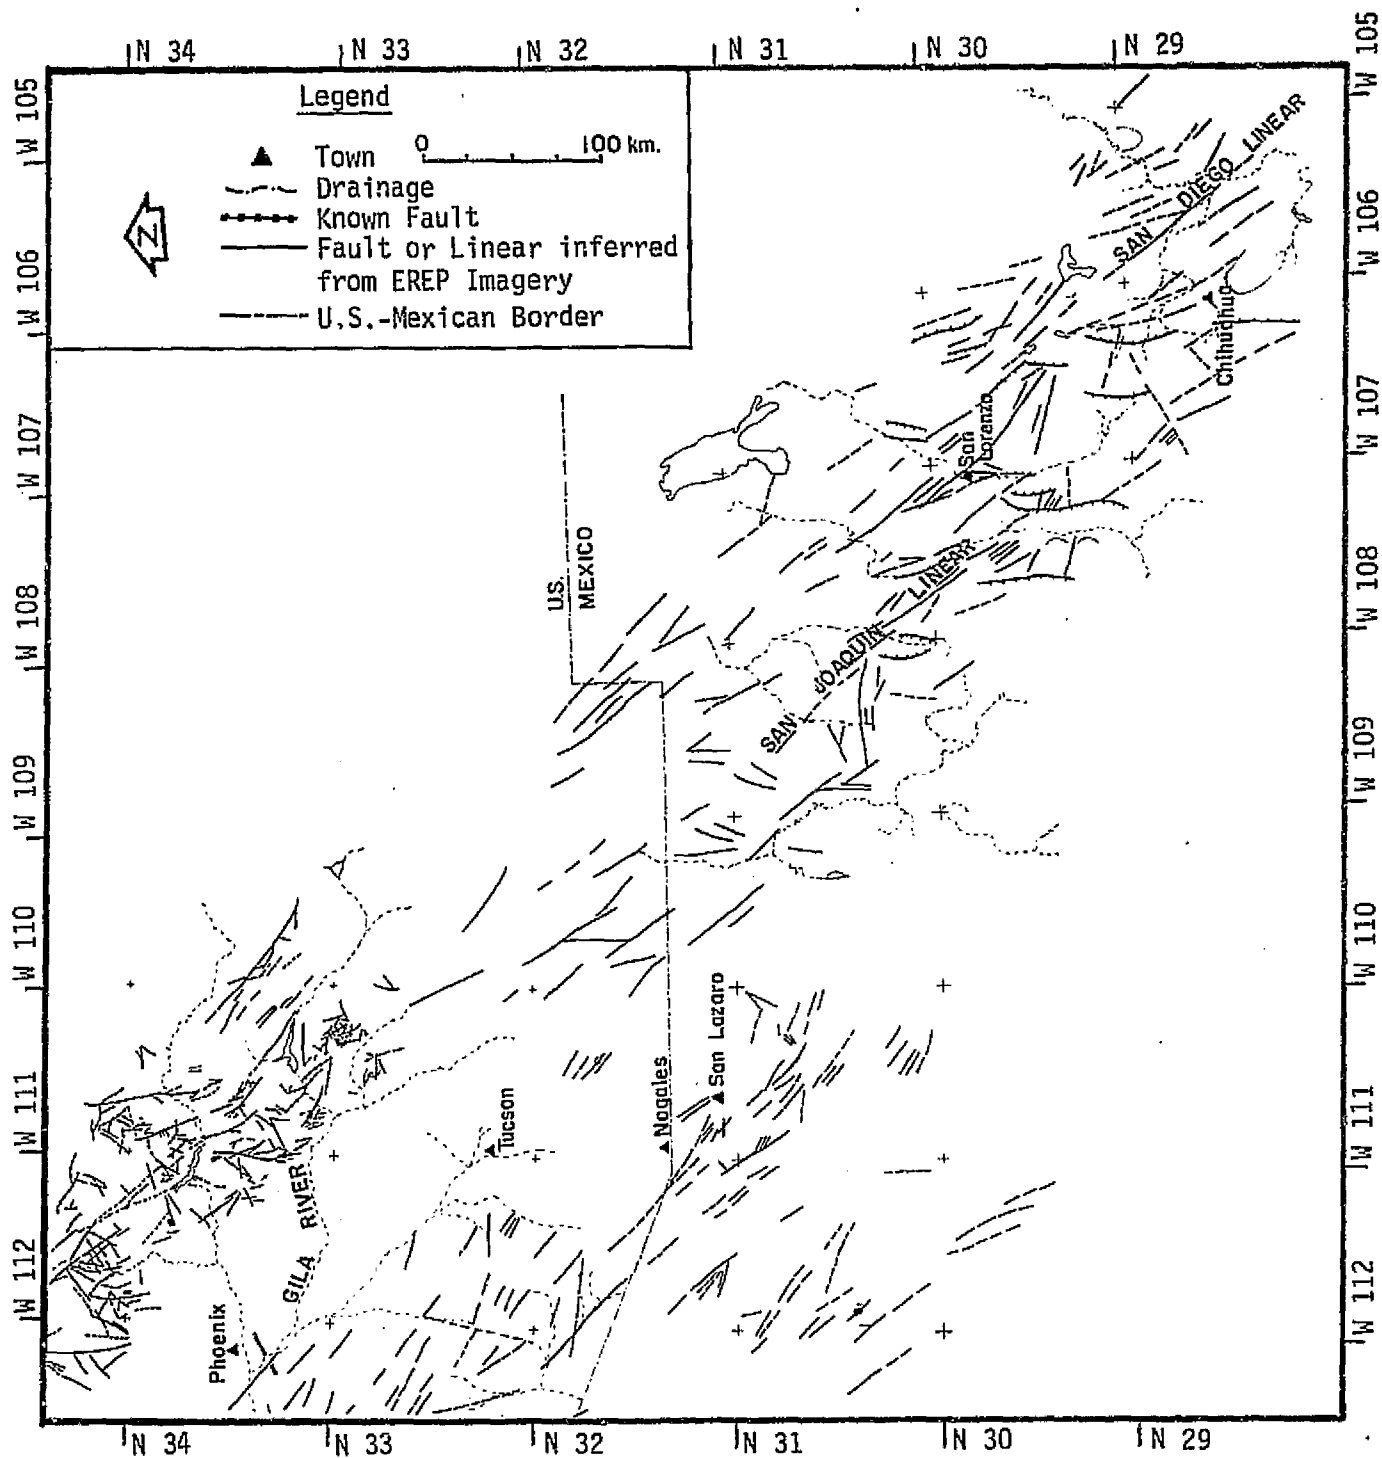 N 34
N 33
N 32
N 31
N 30
N 29
105
W
W 105
W 106
W 107
W 108
W 109
W 110
W 111
W 112
Legend
0 100 km.
Town
Drainage
Known Fault
Fault or Linear inferred
from EREP Imagery
U.S.-Mexican Border
N
SAN DIEGO LINEAR
Chihuahua
San
Lorenzo
U.S.
MEXICO
SAN JOAQUIN LINEAR
San Lazaro
Nogales
Tucson
GILA RIVER
Phoenix
W 106
W 107
W 108
W 109
W 110
W 111
W 112
N 34
N 33
N 32
N 31
N 30
N 29